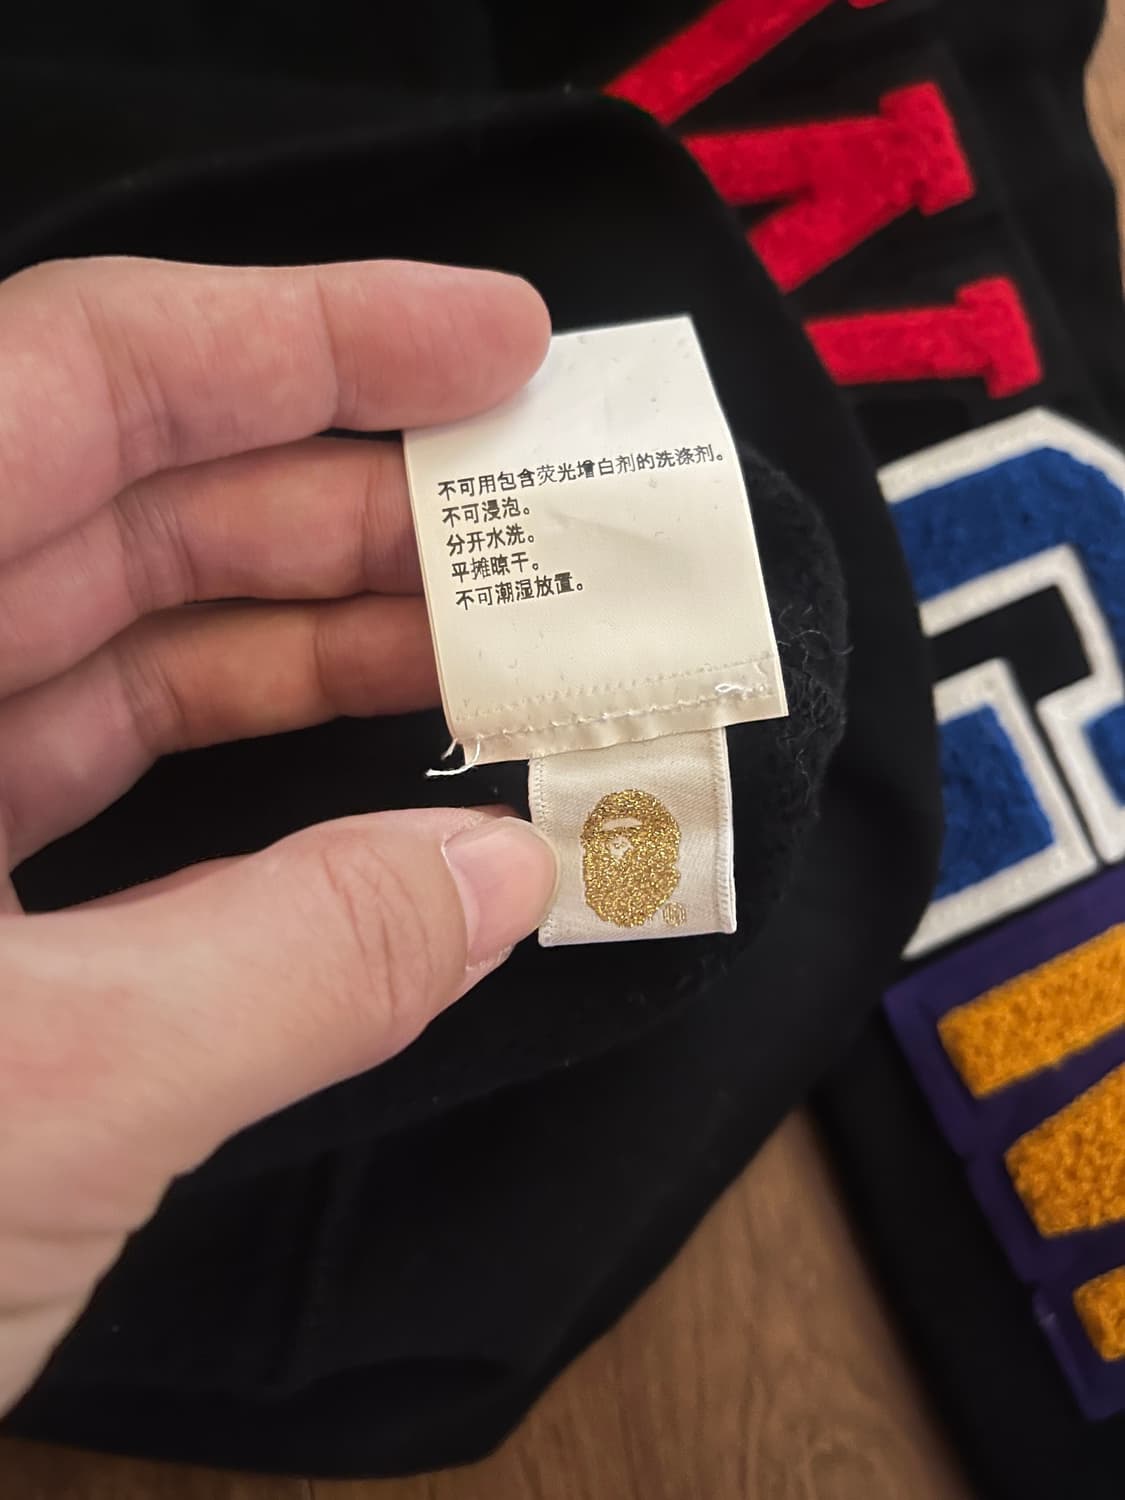 不可用包含荧光增白剂的洗涤剂。
不可浸泡。
分开水洗。
平摊晾干。
不可潮湿放置。